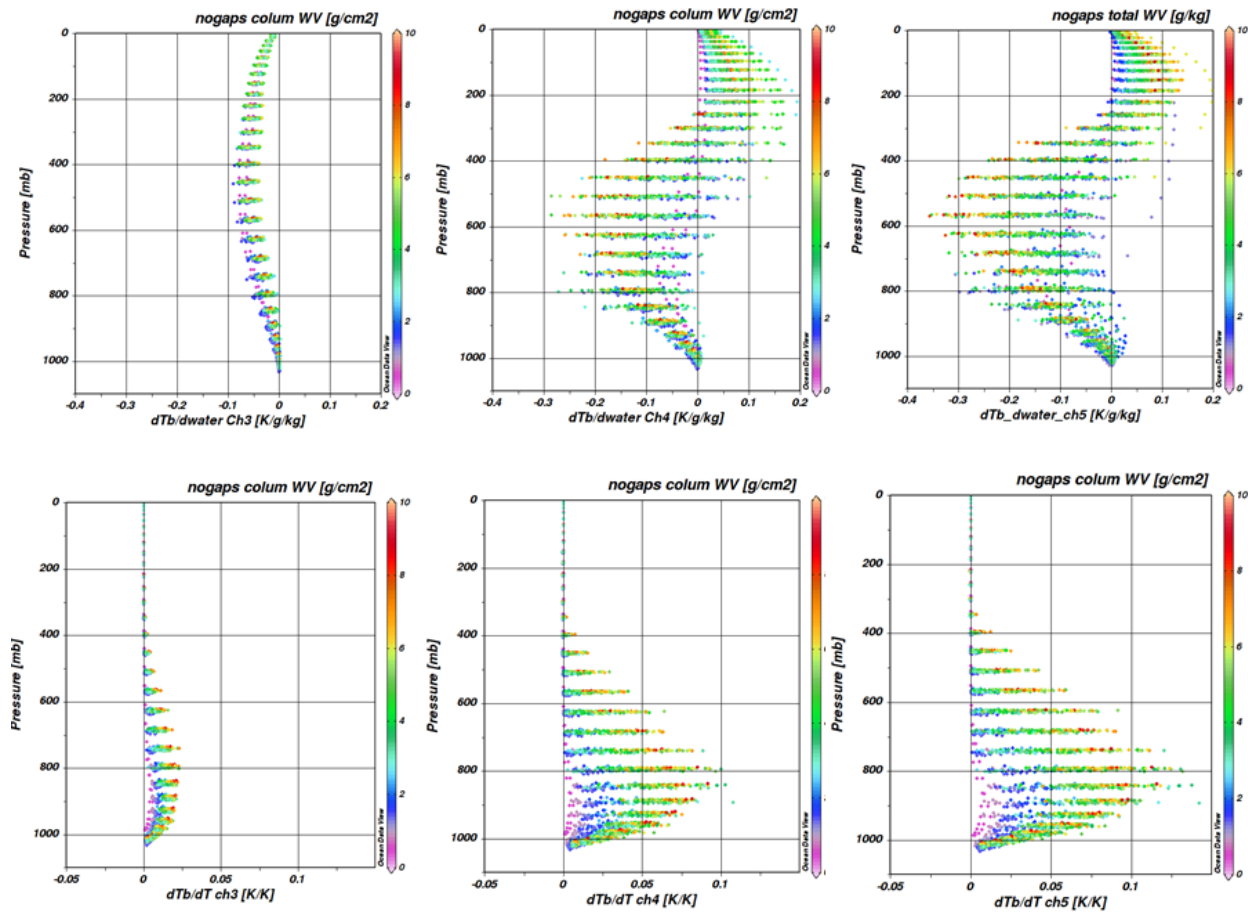 nogaps colum WV [g/cm2]
0
200
400
600
800
1000
Pressure [mb]
-0.4 -0.3 -0.2 -0.1 0 0.1 0.2
dTb/dwater Ch3 [K/g/kg]
10
8
6
4
2
0
Ocean Data View
nogaps colum WV [g/cm2]
0
200
400
600
800
1000
Pressure [mb]
-0.4 -0.3 -0.2 -0.1 0 0.1 0.2
dTb/dwater Ch4 [K/g/kg]
10
8
6
4
2
0
Ocean Data View
nogaps total WV [g/kg]
0
200
400
600
800
1000
Pressure [mb]
-0.4 -0.3 -0.2 -0.1 0 0.1 0.2
dTb_dwater_ch5 [K/g/kg]
10
8
6
4
2
0
Ocean Data View
nogaps colum WV [g/cm2]
0
200
400
600
800
1000
Pressure [mb]
-0.05 0 0.05 0.1
dTb/dT ch3 [K/K]
10
8
6
4
2
0
Ocean Data View
nogaps colum WV [g/cm2]
0
200
400
600
800
1000
Pressure [mb]
-0.05 0 0.05 0.1
dTb/dT ch4 [K/K]
Ocean Data View
nogaps colum WV [g/cm2]
0
200
400
600
800
1000
Pressure [mb]
-0.05 0 0.05 0.1
dTb/dT ch5 [K/K]
10
8
6
4
2
0
Ocean Data View